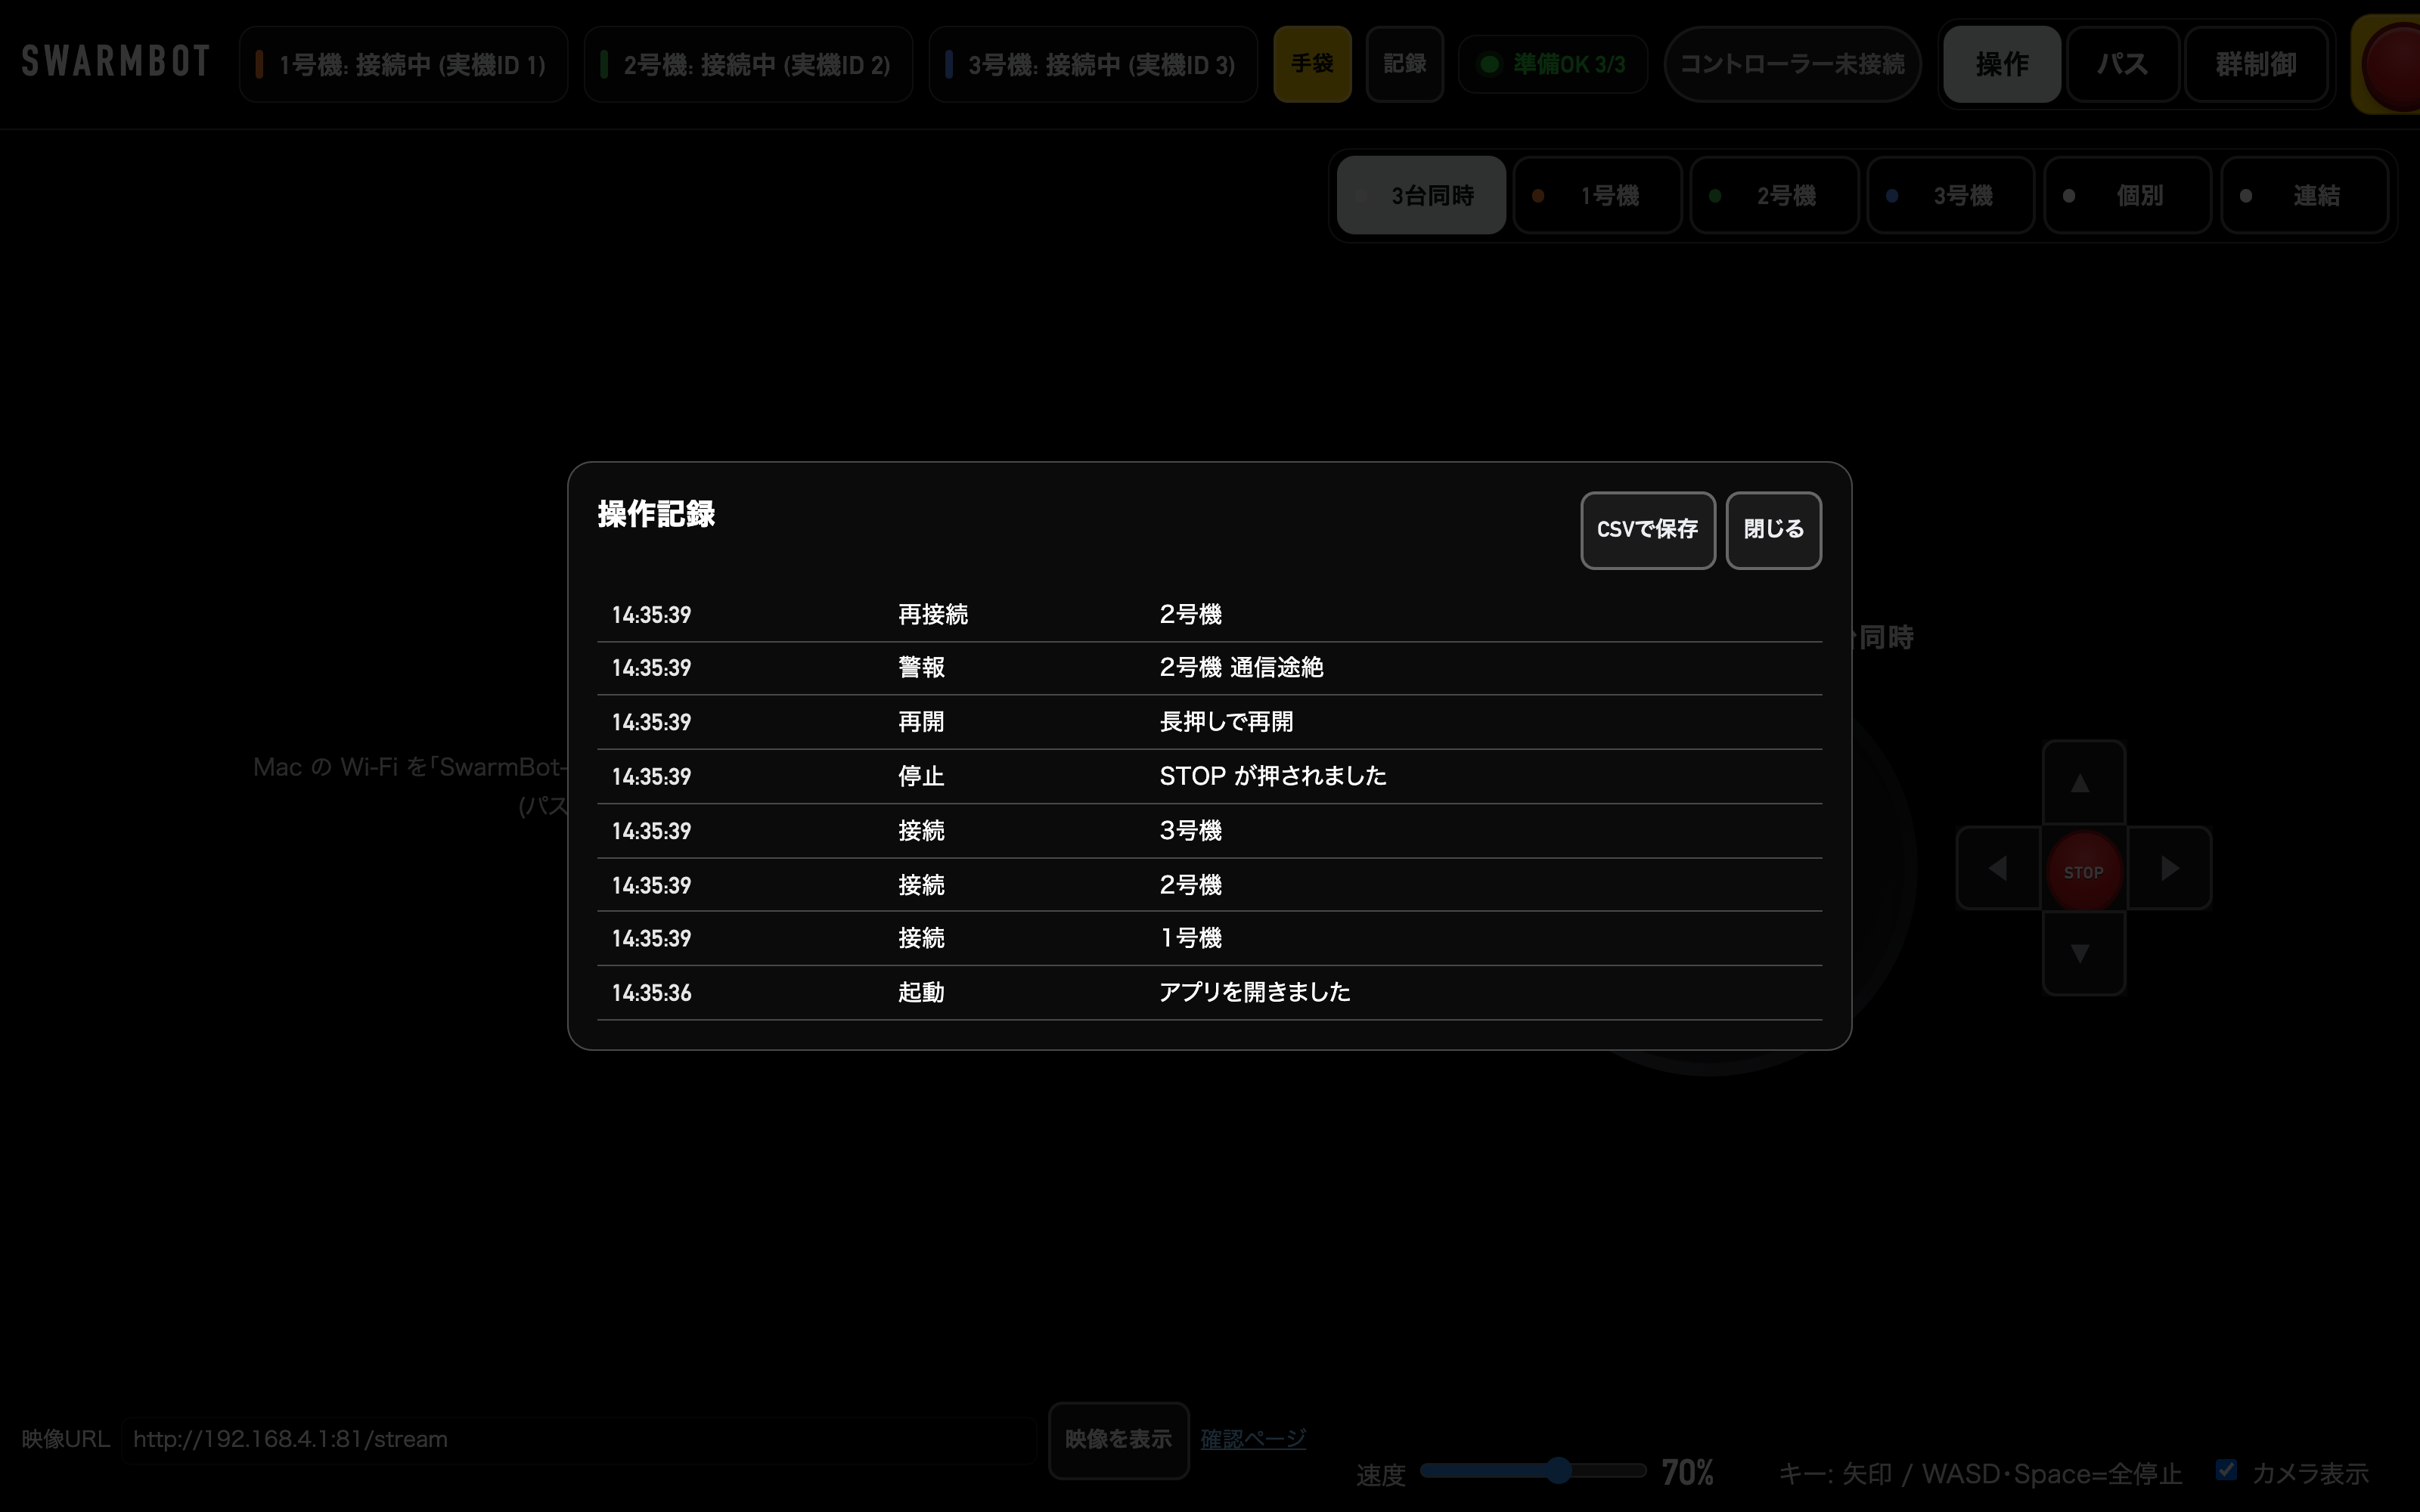 SWARMBOT
1号機: 接続中 (実機ID 1)
2号機: 接続中 (実機ID 2)
3号機: 接続中 (実機ID 3)
手袋
記録
準備OK 3/3
コントローラー未接続
操作
パス
群制御
3台同時
1号機
2号機
3号機
個別
連結
操作記録
CSVで保存
閉じる
14:35:39 再接続 2号機
14:35:39 警報 2号機 通信途絶
14:35:39 再開 長押しで再開
14:35:39 停止 STOP が押されました
14:35:39 接続 3号機
14:35:39 接続 2号機
14:35:39 接続 1号機
14:35:36 起動 アプリを開きました
同時
Mac の Wi-Fi を「SwarmBot-
(パス
▲
◀
STOP
▶
▼
映像URL
http://192.168.4.1:81/stream
映像を表示
確認ページ
速度
70%
キー: 矢印 / WASD・Space=全停止
カメラ表示